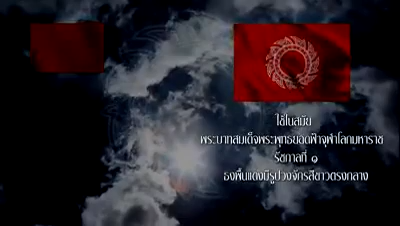 ใช้ในสมัย
พระบาทสมเด็จพระพุทธยอดฟ้าจุฬาโลกมหาราช
รัชกาลที่ ๑
ธงพื้นแดงมีรูปวงจักรสีขาวตรงกลาง